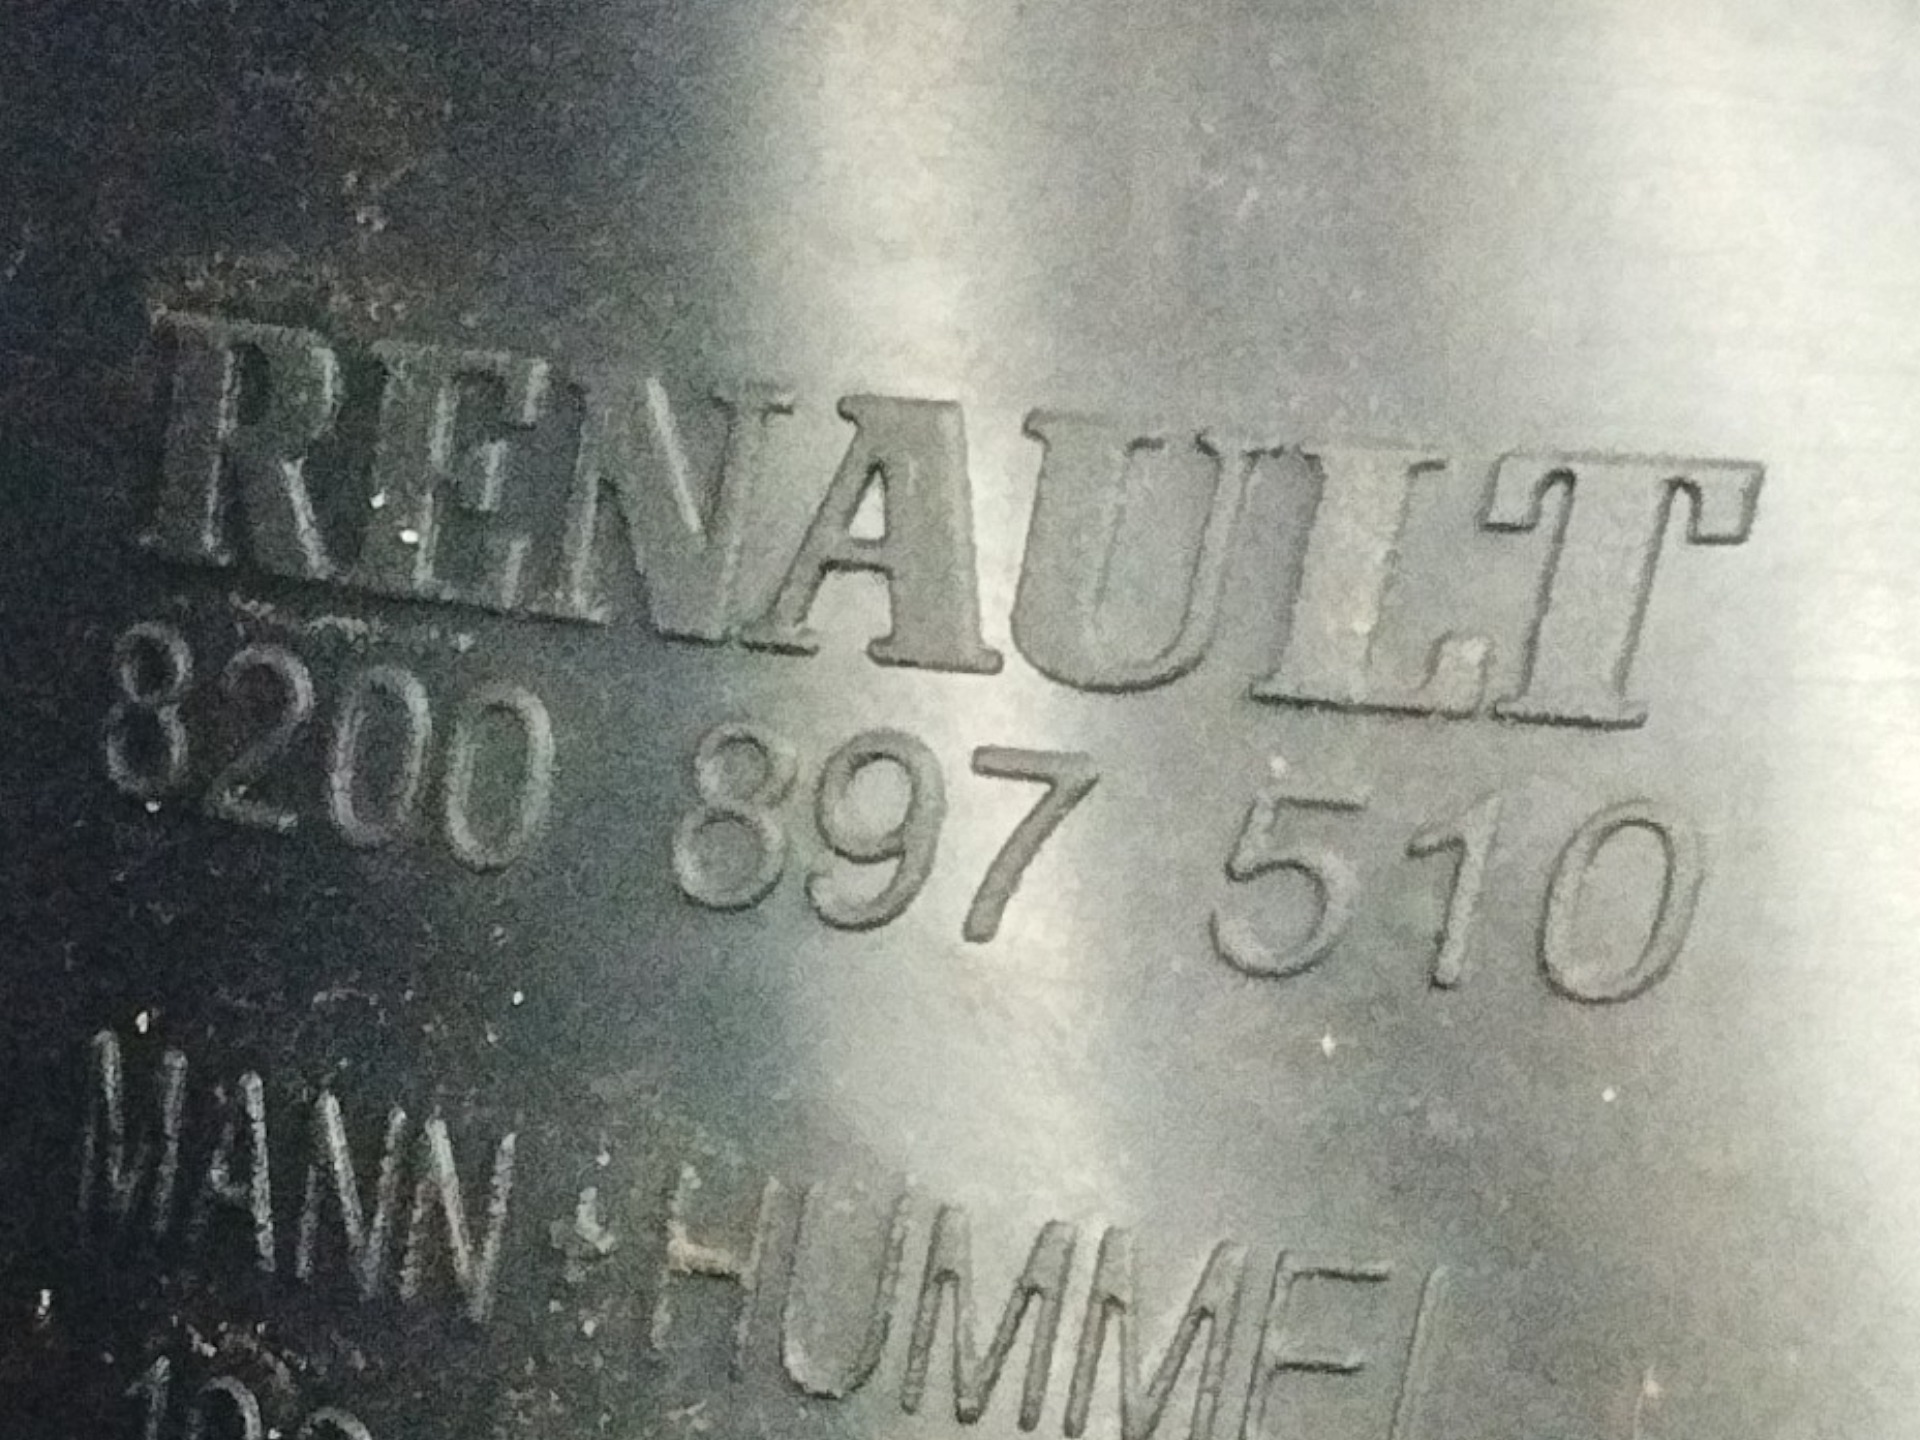 RENAULT
8200 897 510
MANN + HUMMEL